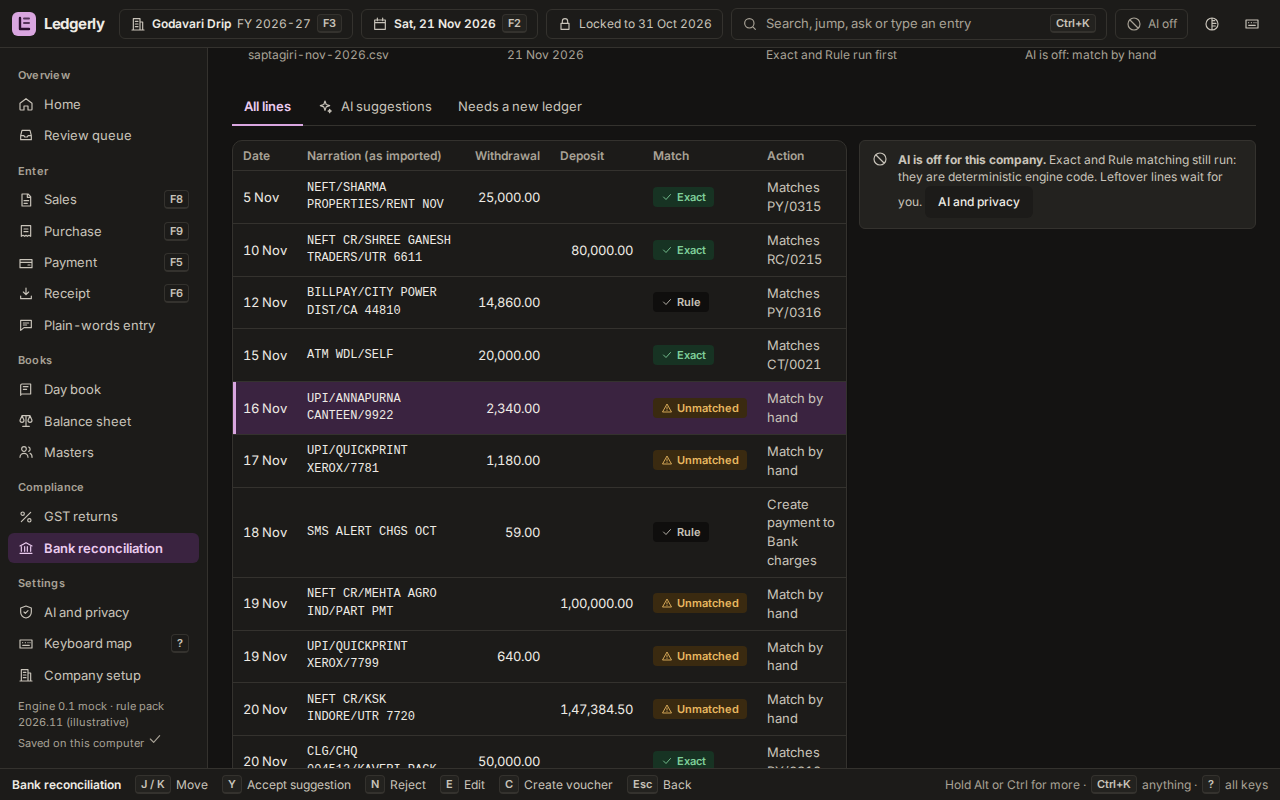 Ledgerly
Godavari Drip FY 2026-27 F3
Sat, 21 Nov 2026 F2
Locked to 31 Oct 2026
Search, jump, ask or type an entry Ctrl+K
AI off
Overview
Home
Review queue
Enter
Sales F8
Purchase F9
Payment F5
Receipt F6
Plain-words entry
Books
Day book
Balance sheet
Masters
Compliance
GST returns
Bank reconciliation
Settings
AI and privacy
Keyboard map ?
Company setup
Engine 0.1 mock · rule pack
2026.11 (illustrative)
Saved on this computer
saptagiri-nov-2026.csv 21 Nov 2026 Exact and Rule run first AI is off: match by hand
All lines AI suggestions Needs a new ledger
Date Narration (as imported) Withdrawal Deposit Match Action
5 Nov NEFT/SHARMA PROPERTIES/RENT NOV 25,000.00 Exact Matches PY/0315
10 Nov NEFT CR/SHREE GANESH TRADERS/UTR 6611 80,000.00 Exact Matches RC/0215
12 Nov BILLPAY/CITY POWER DIST/CA 44810 14,860.00 Rule Matches PY/0316
15 Nov ATM WDL/SELF 20,000.00 Exact Matches CT/0021
16 Nov UPI/ANNAPURNA CANTEEN/9922 2,340.00 Unmatched Match by hand
17 Nov UPI/QUICKPRINT XEROX/7781 1,180.00 Unmatched Match by hand
18 Nov SMS ALERT CHGS OCT 59.00 Rule Create payment to Bank charges
19 Nov NEFT CR/MEHTA AGRO IND/PART PMT 1,00,000.00 Unmatched Match by hand
19 Nov UPI/QUICKPRINT XEROX/7799 640.00 Unmatched Match by hand
20 Nov NEFT CR/KSK INDORE/UTR 7720 1,47,384.50 Unmatched Match by hand
20 Nov CLG/CHQ 50,000.00 Exact Matches
AI is off for this company. Exact and Rule matching still run:
they are deterministic engine code. Leftover lines wait for
you. AI and privacy
Bank reconciliation J / K Move Y Accept suggestion N Reject E Edit C Create voucher Esc Back
Hold Alt or Ctrl for more · Ctrl+K anything · ? all keys